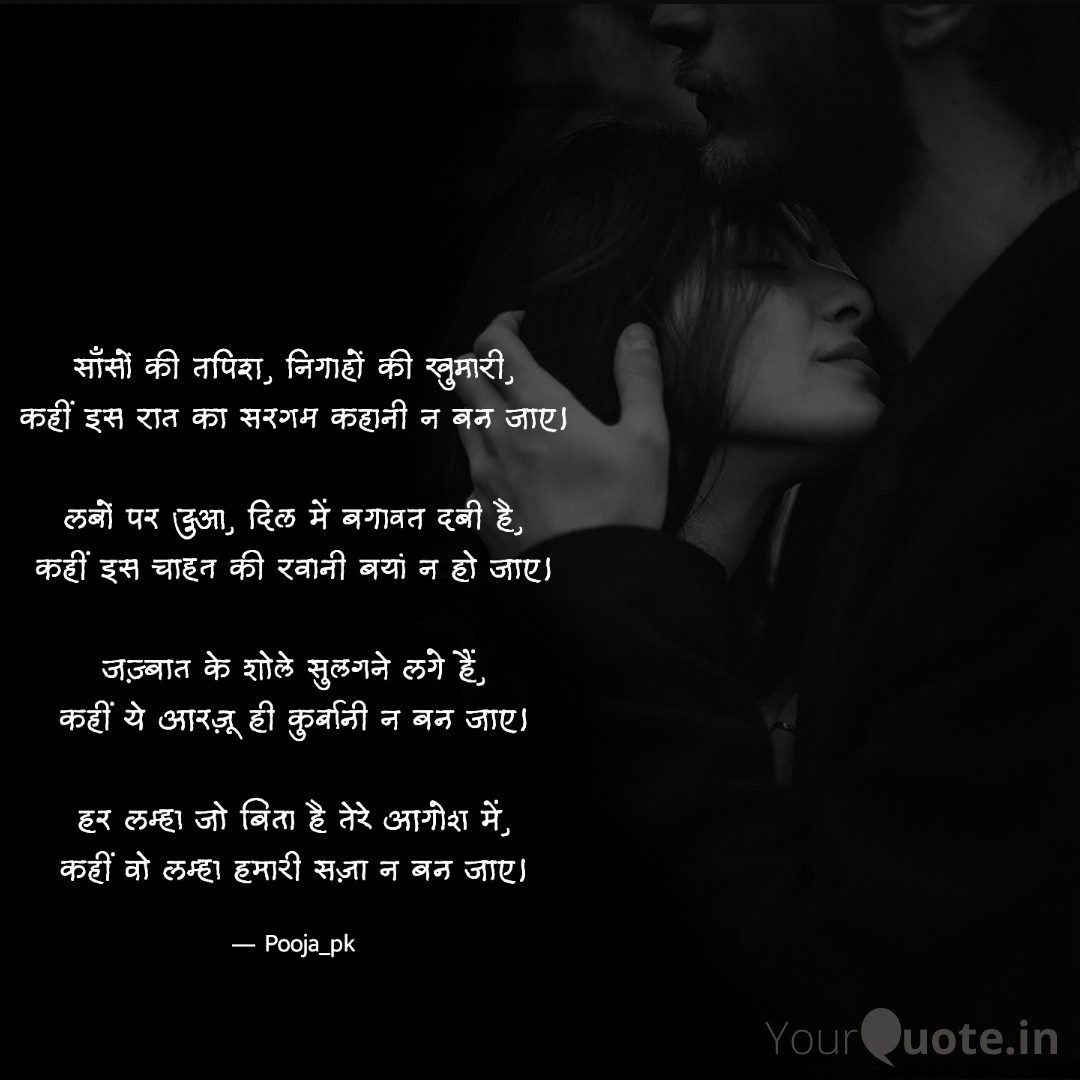 साँसों की तपिश, निगाहों की खुमारी,
कहीं इस रात का सरगम कहानी न बन जाए।
लबों पर दुआ, दिल में बगावत दबी है,
कहीं इस चाहत की रवानी बयां न हो जाए।
जज़्बात के शोले सुलगने लगे हैं,
कहीं ये आरज़ू ही कुर्बानी न बन जाए।
हर लम्हा जो बिता है तेरे आगोश में,
कहीं वो लम्हा हमारी सज़ा न बन जाए।
— Pooja_pk
YourQuote.in